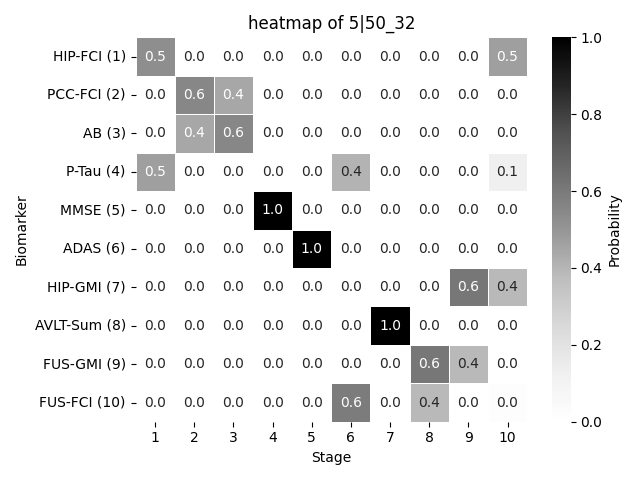 heatmap of 5|50_32
HIP-FCI (1) 0.5 0.0 0.0 0.0 0.0 0.0 0.0 0.0 0.0 0.5
PCC-FCI (2) 0.0 0.6 0.4 0.0 0.0 0.0 0.0 0.0 0.0 0.0
AB (3) 0.0 0.4 0.6 0.0 0.0 0.0 0.0 0.0 0.0 0.0
P-Tau (4) 0.5 0.0 0.0 0.0 0.0 0.4 0.0 0.0 0.0 0.1
MMSE (5) 0.0 0.0 0.0 1.0 0.0 0.0 0.0 0.0 0.0 0.0
ADAS (6) 0.0 0.0 0.0 0.0 1.0 0.0 0.0 0.0 0.0 0.0
HIP-GMI (7) 0.0 0.0 0.0 0.0 0.0 0.0 0.0 0.0 0.6 0.4
AVLT-Sum (8) 0.0 0.0 0.0 0.0 0.0 0.0 1.0 0.0 0.0 0.0
FUS-GMI (9) 0.0 0.0 0.0 0.0 0.0 0.0 0.0 0.6 0.4 0.0
FUS-FCI (10) 0.0 0.0 0.0 0.0 0.0 0.6 0.0 0.4 0.0 0.0
1 2 3 4 5 6 7 8 9 10
Stage
Biomarker
1.0
0.8
0.6
0.4
0.2
0.0
Probability